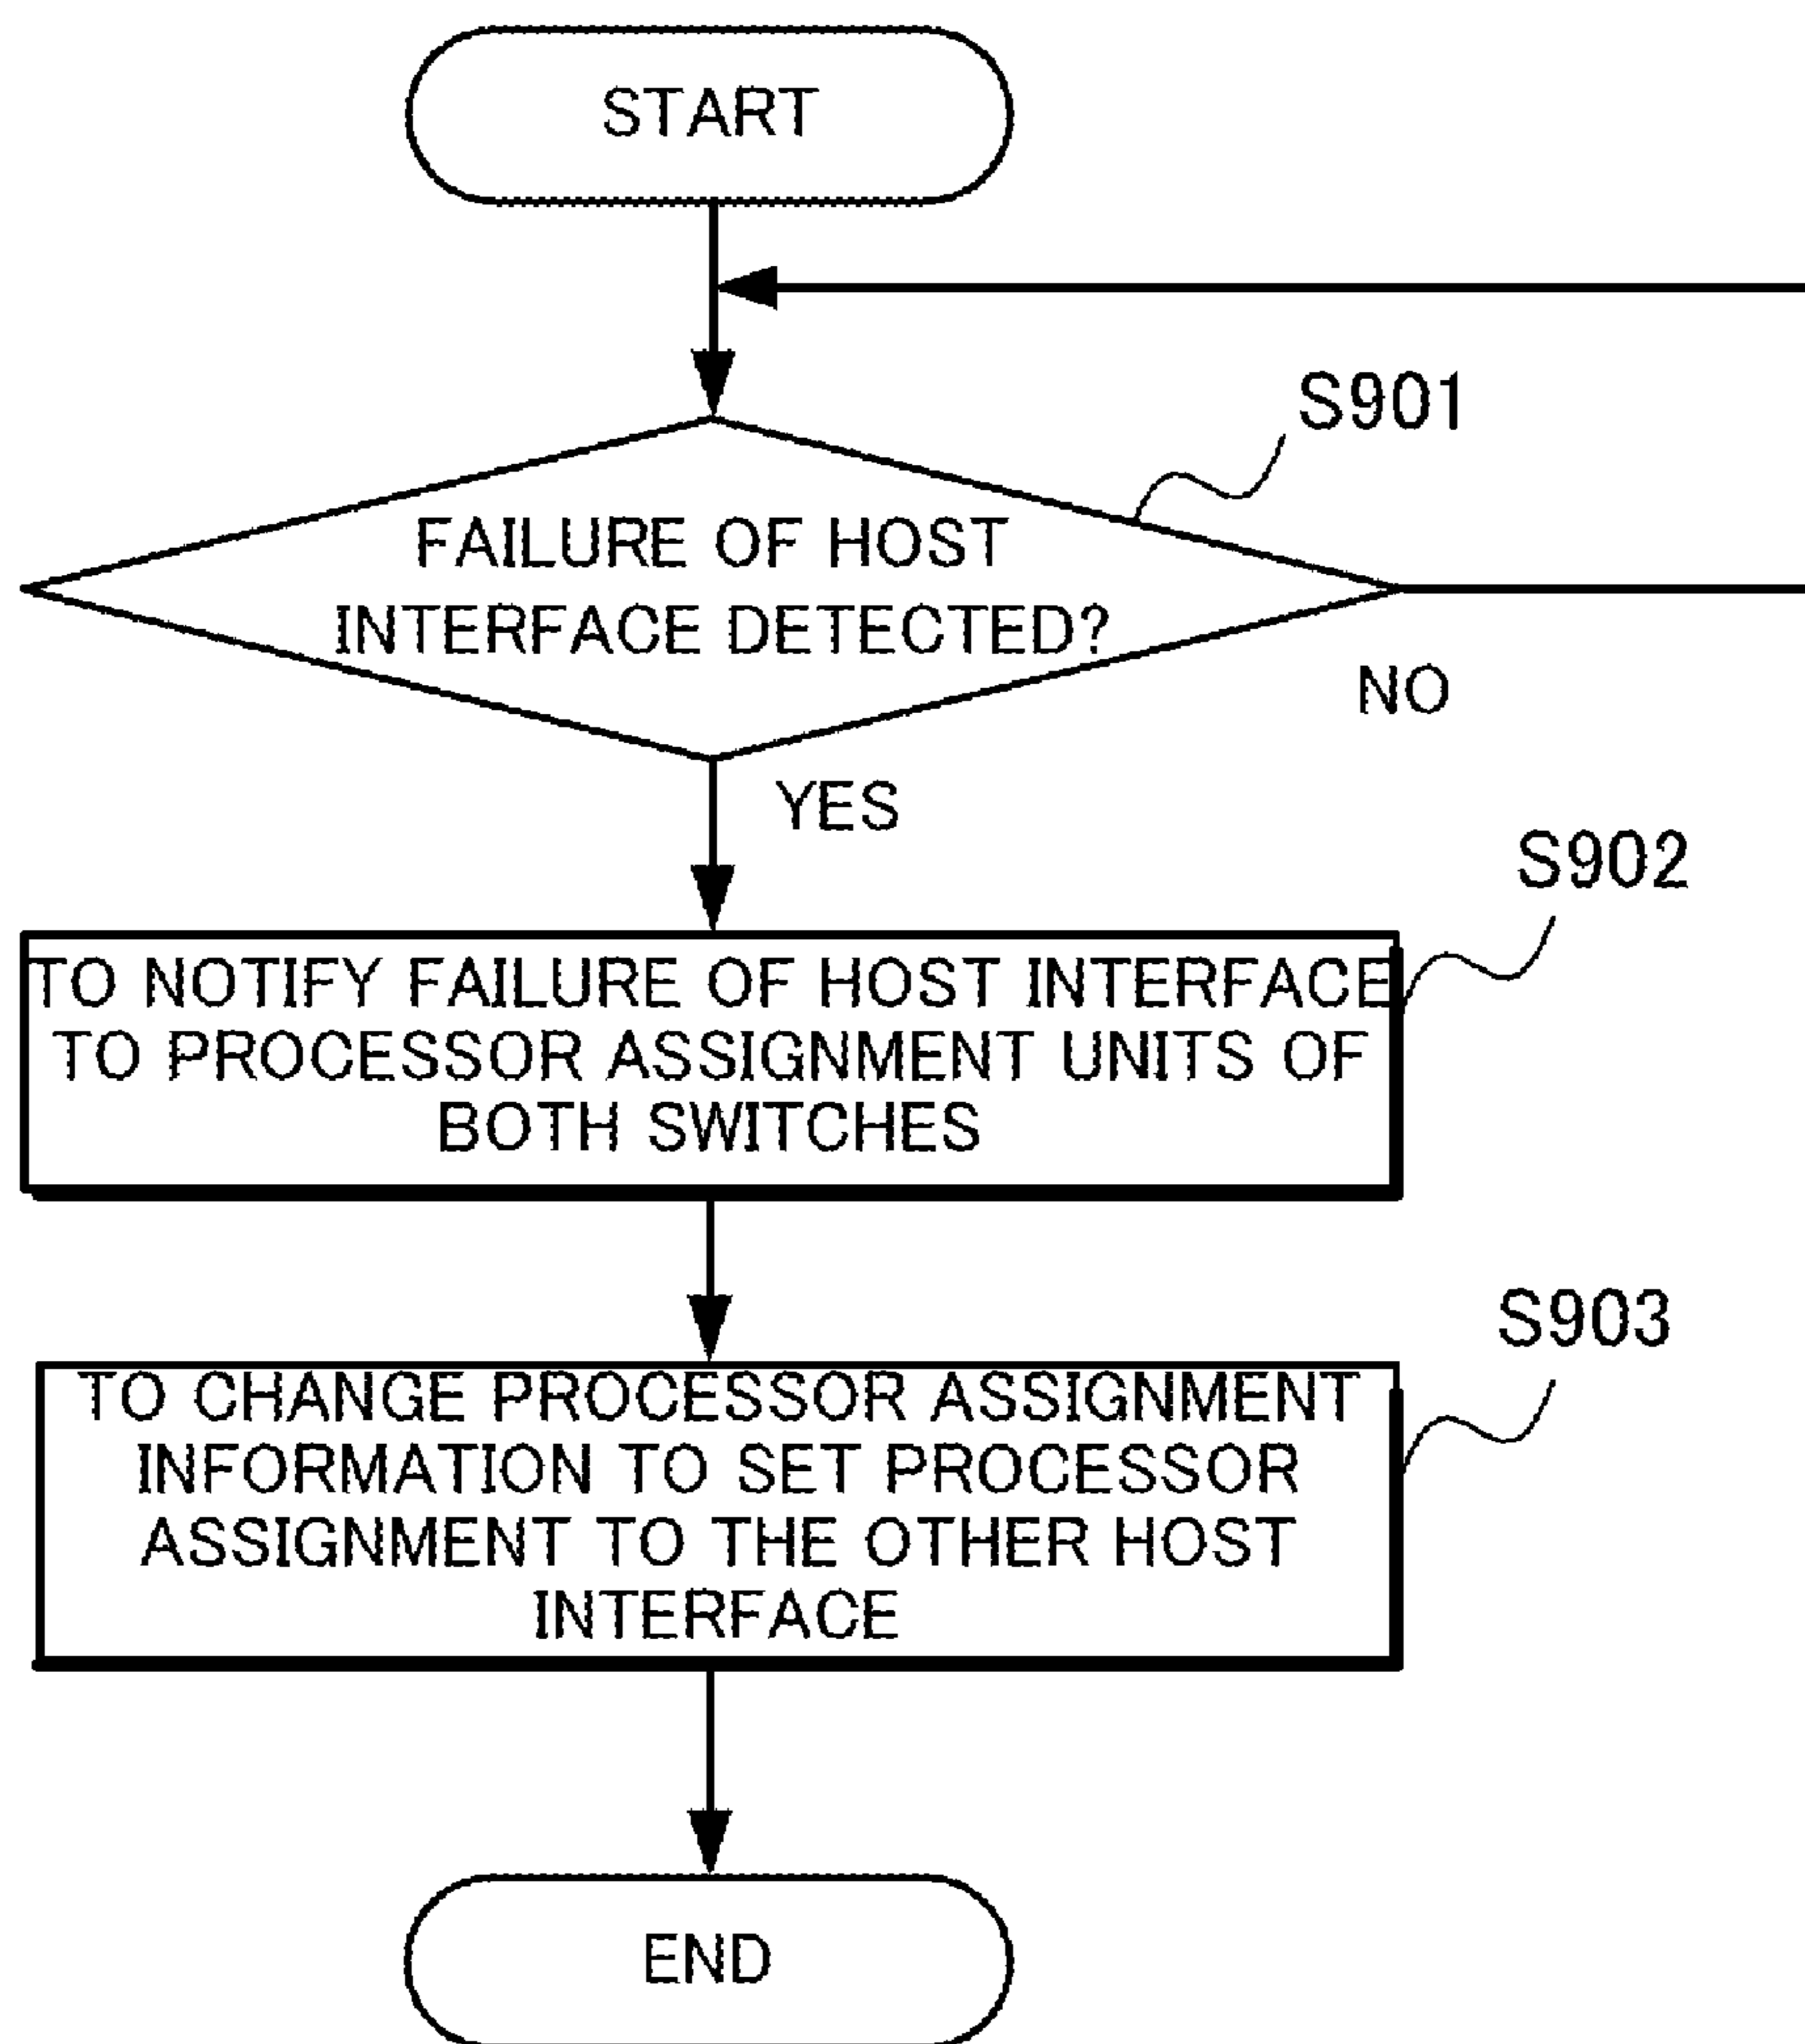 START
S901
FAILURE OF HOST
INTERFACE DETECTED?
NO
YES
S902
TO NOTIFY FAILURE OF HOST INTERFACE
TO PROCESSOR ASSIGNMENT UNITS OF
BOTH SWITCHES
S903
TO CHANGE PROCESSOR ASSIGNMENT
INFORMATION TO SET PROCESSOR
ASSIGNMENT TO THE OTHER HOST
INTERFACE
END